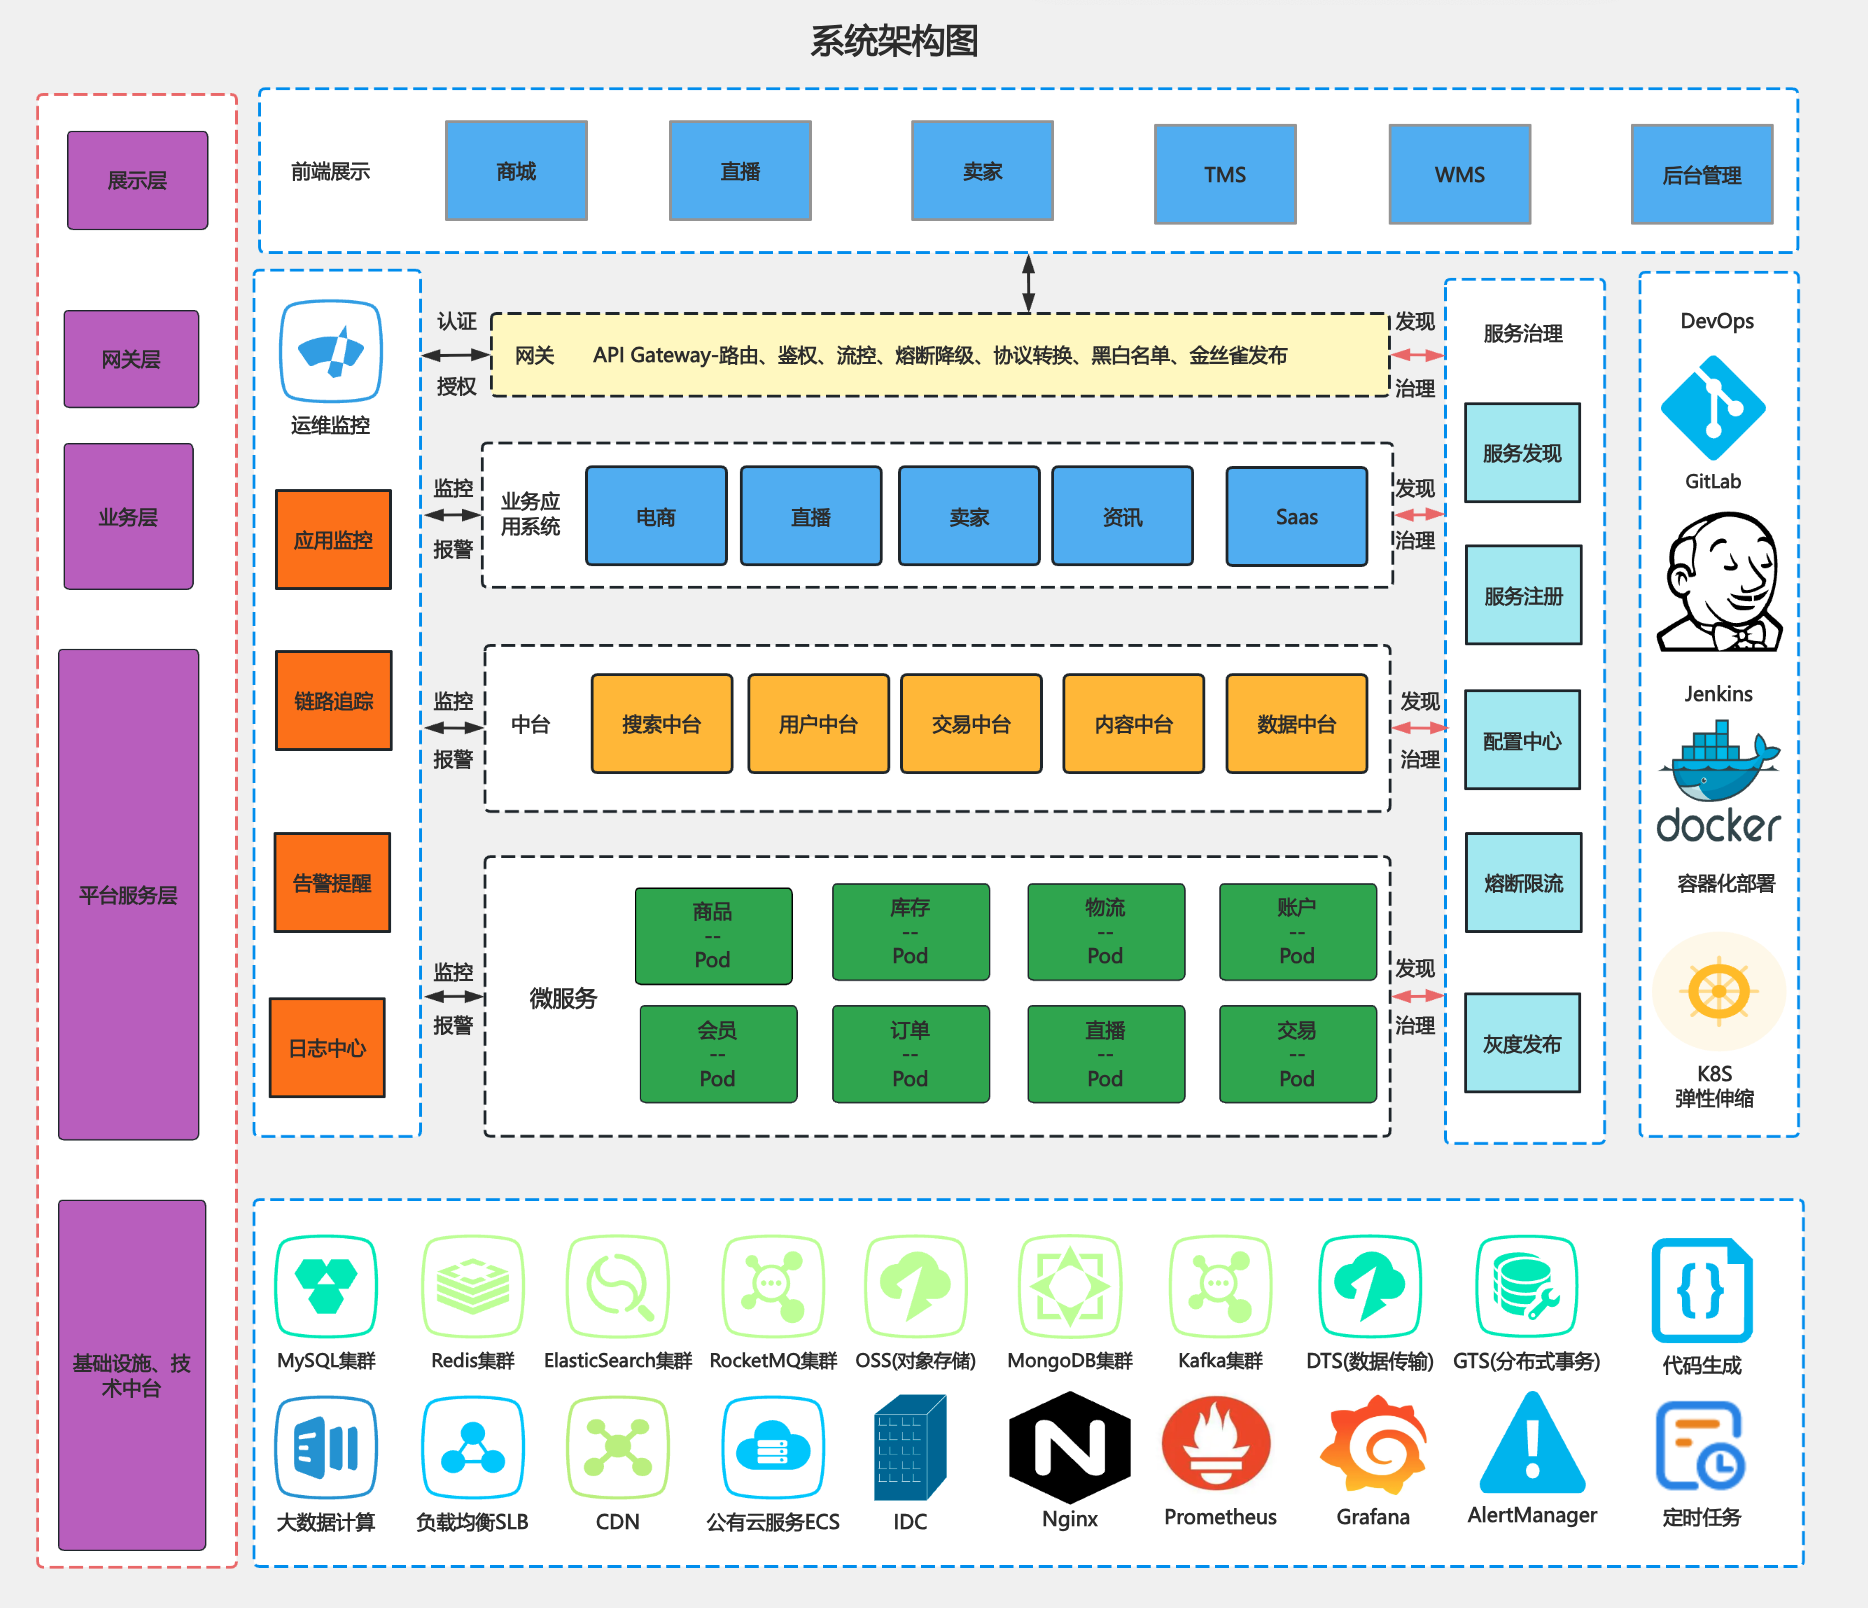 系统架构图
展示层
网关层
业务层
平台服务层
基础设施、技
术中台
前端展示
商城
直播
卖家
TMS
WMS
后台管理
运维监控
应用监控
链路追踪
告警提醒
日志中心
认证
授权
网关
API Gateway-路由、鉴权、流控、熔断降级、协议转换、黑白名单、金丝雀发布
发现
治理
监控
报警
业务应
用系统
电商
直播
卖家
资讯
Saas
发现
治理
监控
报警
中台
搜索中台
用户中台
交易中台
内容中台
数据中台
发现
治理
监控
报警
微服务
商品
--
Pod
库存
--
Pod
物流
--
Pod
账户
--
Pod
会员
--
Pod
订单
--
Pod
直播
--
Pod
交易
--
Pod
发现
治理
服务治理
服务发现
服务注册
配置中心
熔断限流
灰度发布
DevOps
GitLab
Jenkins
docker
容器化部署
K8S
弹性伸缩
MySQL集群
Redis集群
ElasticSearch集群
RocketMQ集群
OSS(对象存储)
MongoDB集群
Kafka集群
DTS(数据传输)
GTS(分布式事务)
{}
代码生成
大数据计算
负载均衡SLB
CDN
公有云服务ECS
IDC
N
Nginx
Prometheus
Grafana
!
AlertManager
定时任务